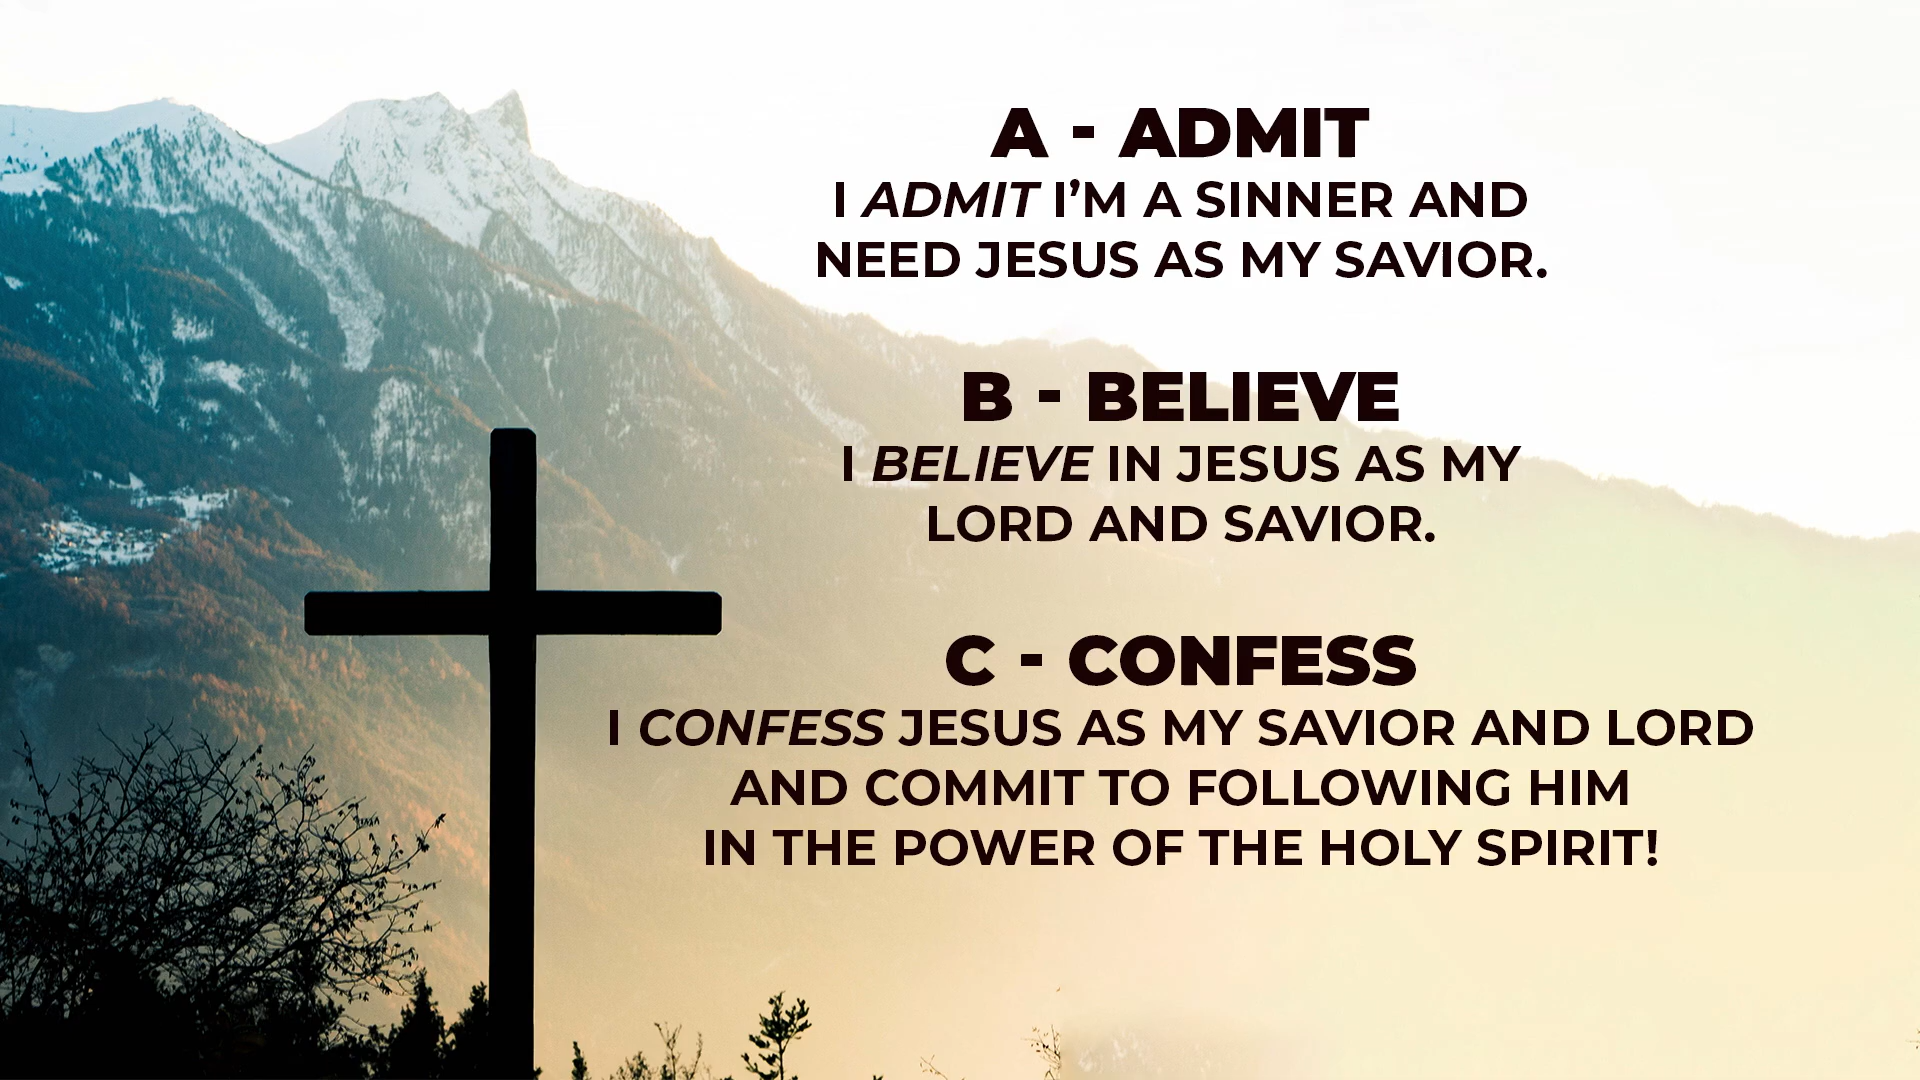 A - ADMIT
I ADMIT I’M A SINNER AND
NEED JESUS AS MY SAVIOR.
B - BELIEVE
I BELIEVE IN JESUS AS MY
LORD AND SAVIOR.
C - CONFESS
I CONFESS JESUS AS MY SAVIOR AND LORD
AND COMMIT TO FOLLOWING HIM
IN THE POWER OF THE HOLY SPIRIT!